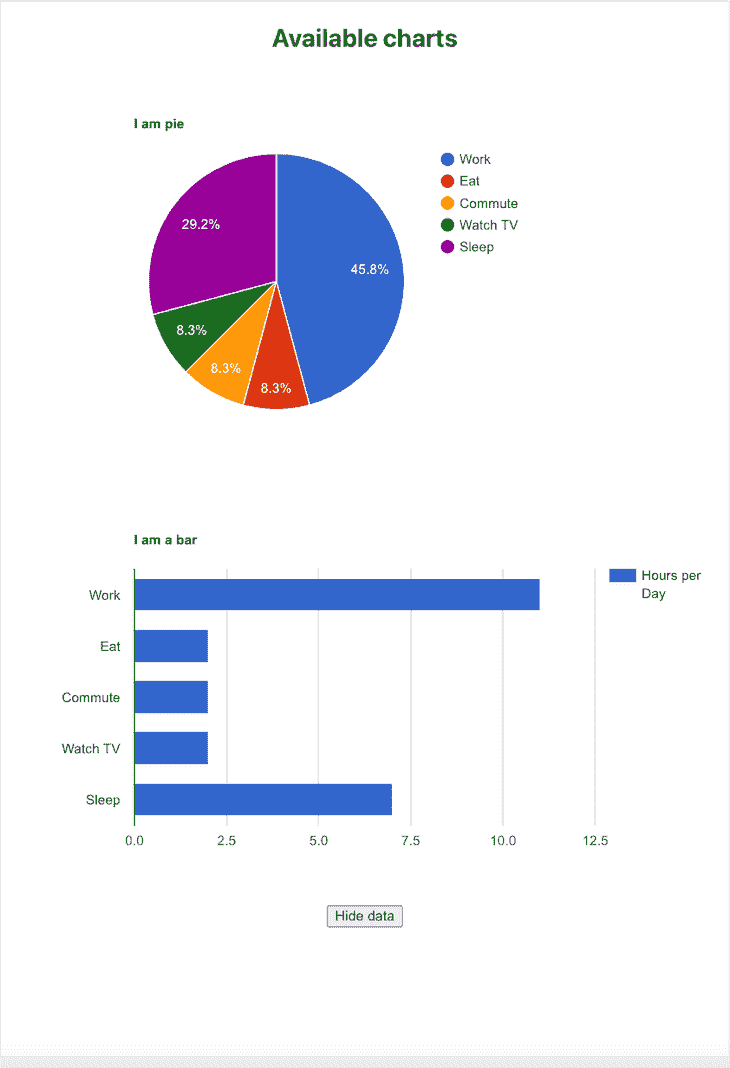 Available charts
I am pie
Work
Eat
Commute
Watch TV
Sleep
29.2%
45.8%
8.3%
8.3%
8.3%
I am a bar
Hours per
Day
Work
Eat
Commute
Watch TV
Sleep
0.0 2.5 5.0 7.5 10.0 12.5
Hide data